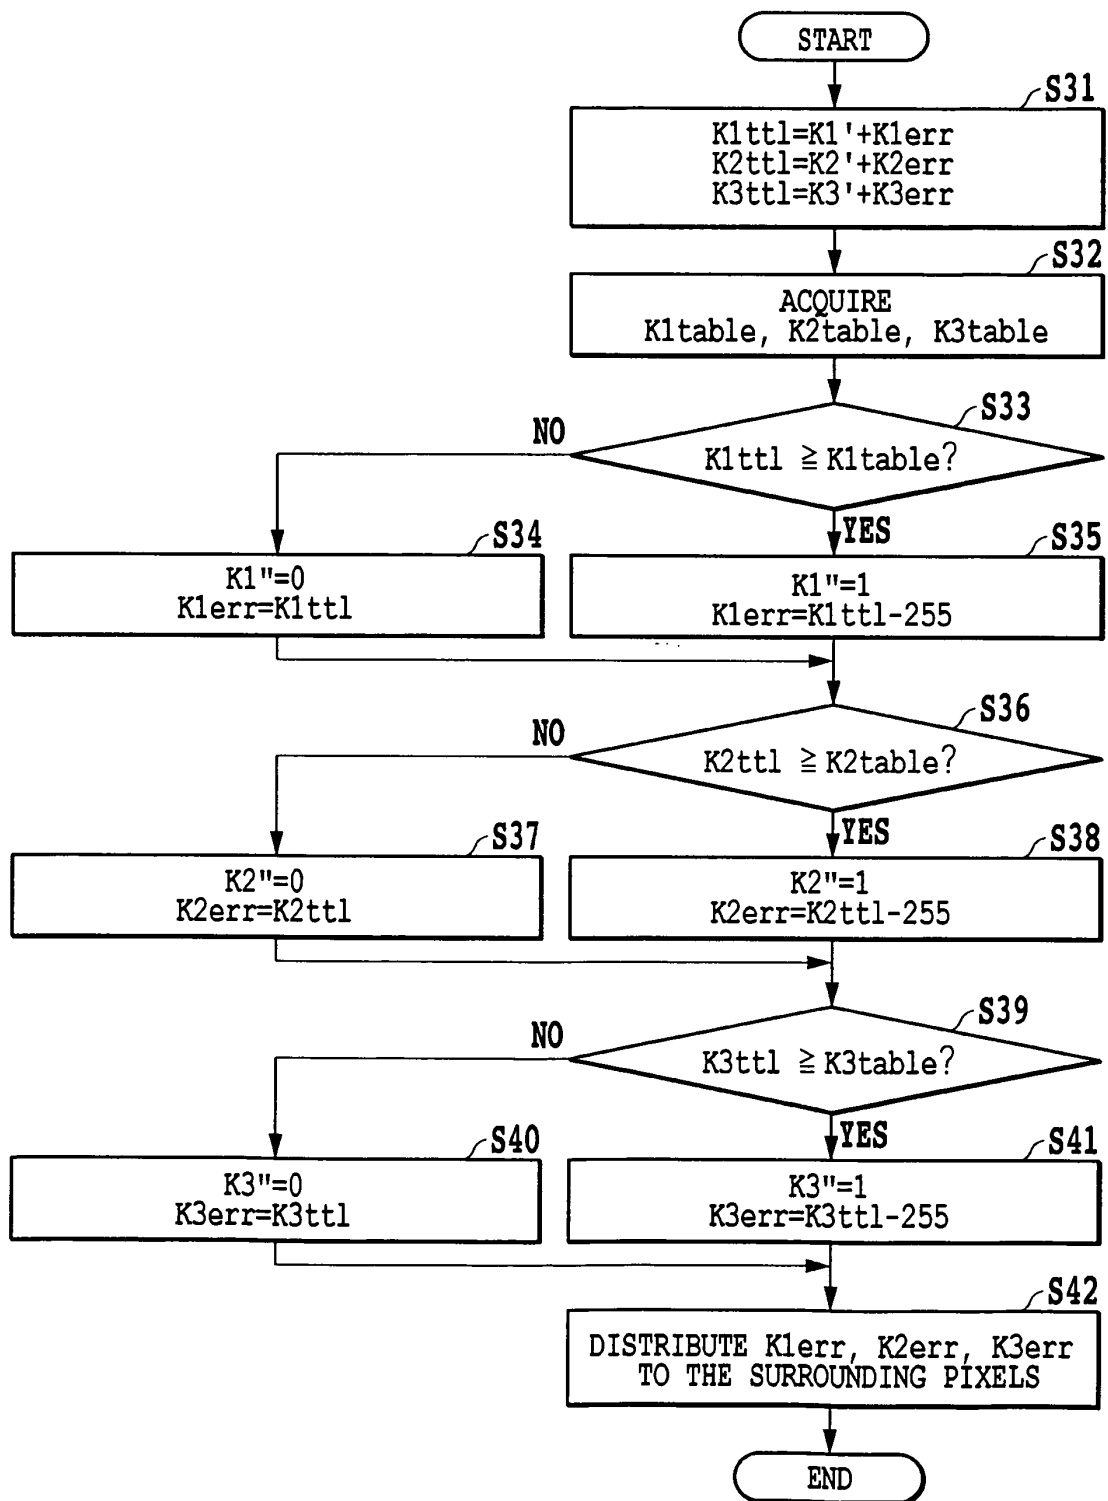 START
S31
K1ttl=K1'+K1err
K2ttl=K2'+K2err
K3ttl=K3'+K3err
S32
ACQUIRE
K1table, K2table, K3table
S33
K1ttl ≧ K1table?
NO
YES
S34
K1"=0
K1err=K1ttl
S35
K1"=1
K1err=K1ttl-255
S36
K2ttl ≧ K2table?
NO
YES
S37
K2"=0
K2err=K2ttl
S38
K2"=1
K2err=K2ttl-255
S39
K3ttl ≧ K3table?
NO
YES
S40
K3"=0
K3err=K3ttl
S41
K3"=1
K3err=K3ttl-255
S42
DISTRIBUTE K1err, K2err, K3err
TO THE SURROUNDING PIXELS
END